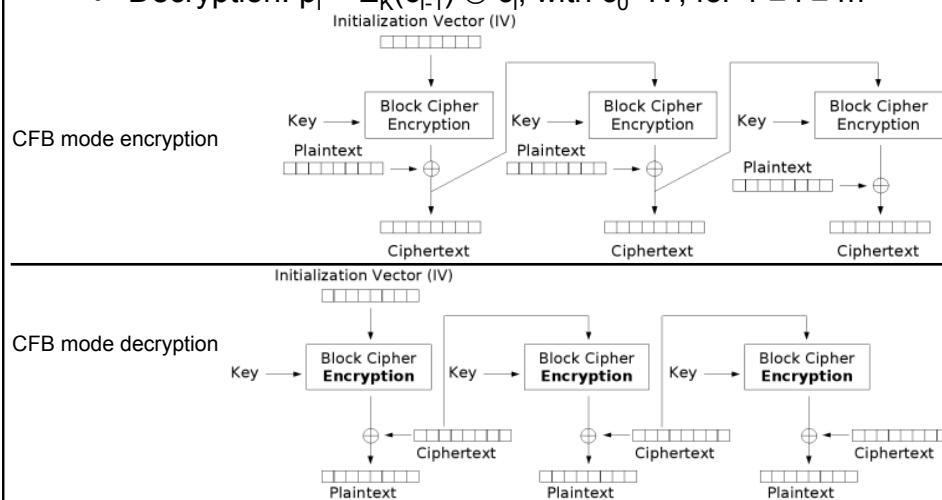 Initialization Vector (IV)
Block Cipher Encryption
Block Cipher Encryption
Block Cipher Encryption
Key
Key
Key
CFB mode encryption
Plaintext
Plaintext
Plaintext
Ciphertext
Ciphertext
Ciphertext
Initialization Vector (IV)
CFB mode decryption
Block Cipher Encryption
Block Cipher Encryption
Block Cipher Encryption
Key
Key
Key
Ciphertext
Ciphertext
Ciphertext
Plaintext
Plaintext
Plaintext